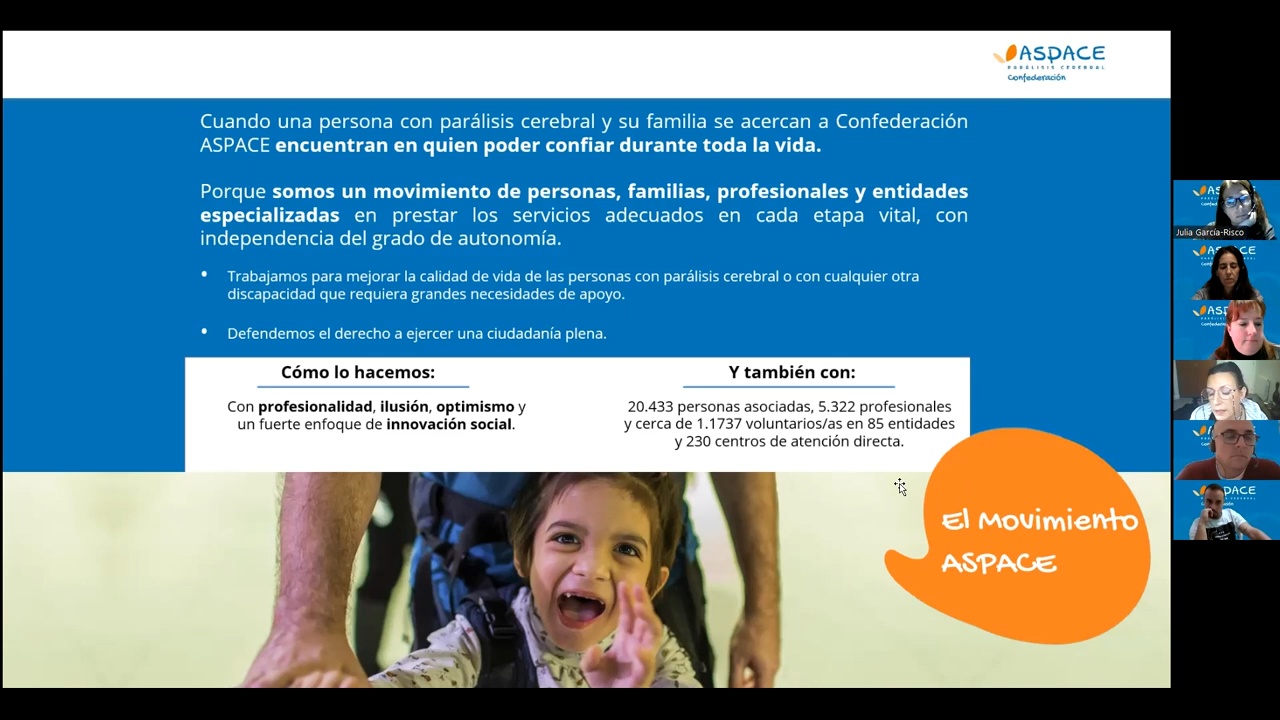 ASPACE
PARÁLISIS CEREBRAL
Confederación
Cuando una persona con parálisis cerebral y su familia se acercan a Confederación
ASPACE encuentran en quien poder confiar durante toda la vida.
Porque somos un movimiento de personas, familias, profesionales y entidades
especializadas en prestar los servicios adecuados en cada etapa vital, con
independencia del grado de autonomía.
• Trabajamos para mejorar la calidad de vida de las personas con parálisis cerebral o con cualquier otra
discapacidad que requiera grandes necesidades de apoyo.
• Defendemos el derecho a ejercer una ciudadanía plena.
Cómo lo hacemos:
Con profesionalidad, ilusión, optimismo y
un fuerte enfoque de innovación social.
Y también con:
20.433 personas asociadas, 5.322 profesionales
y cerca de 1.1737 voluntarios/as en 85 entidades
y 230 centros de atención directa.
El Movimiento
ASPACE
Julia García-Risco